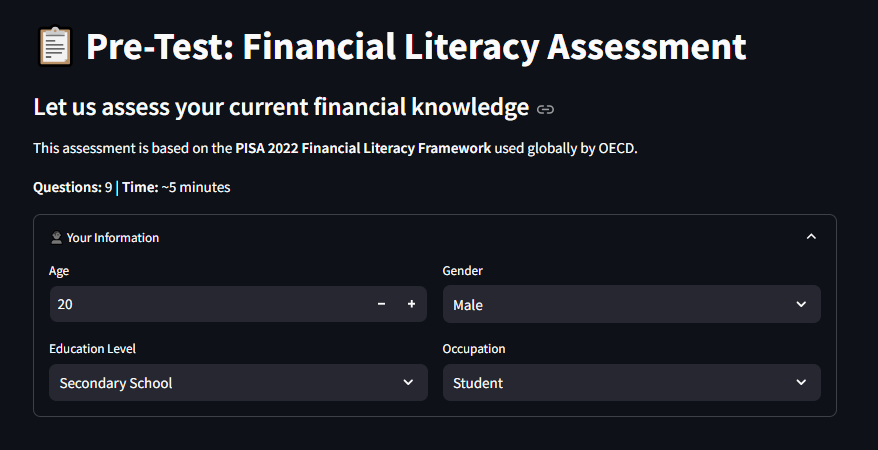 Pre-Test: Financial Literacy Assessment
Let us assess your current financial knowledge
This assessment is based on the PISA 2022 Financial Literacy Framework used globally by OECD.
Questions: 9 | Time: ~5 minutes
Your Information
Age
Gender
20
Male
Education Level
Occupation
Secondary School
Student